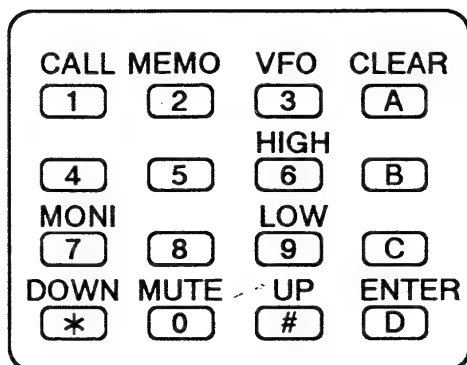 CALL MEMO VFO CLEAR
1 2 3 A
HIGH
4 5 6 B
MONI LOW
7 8 9 C
DOWN MUTE UP ENTER
* 0 # D